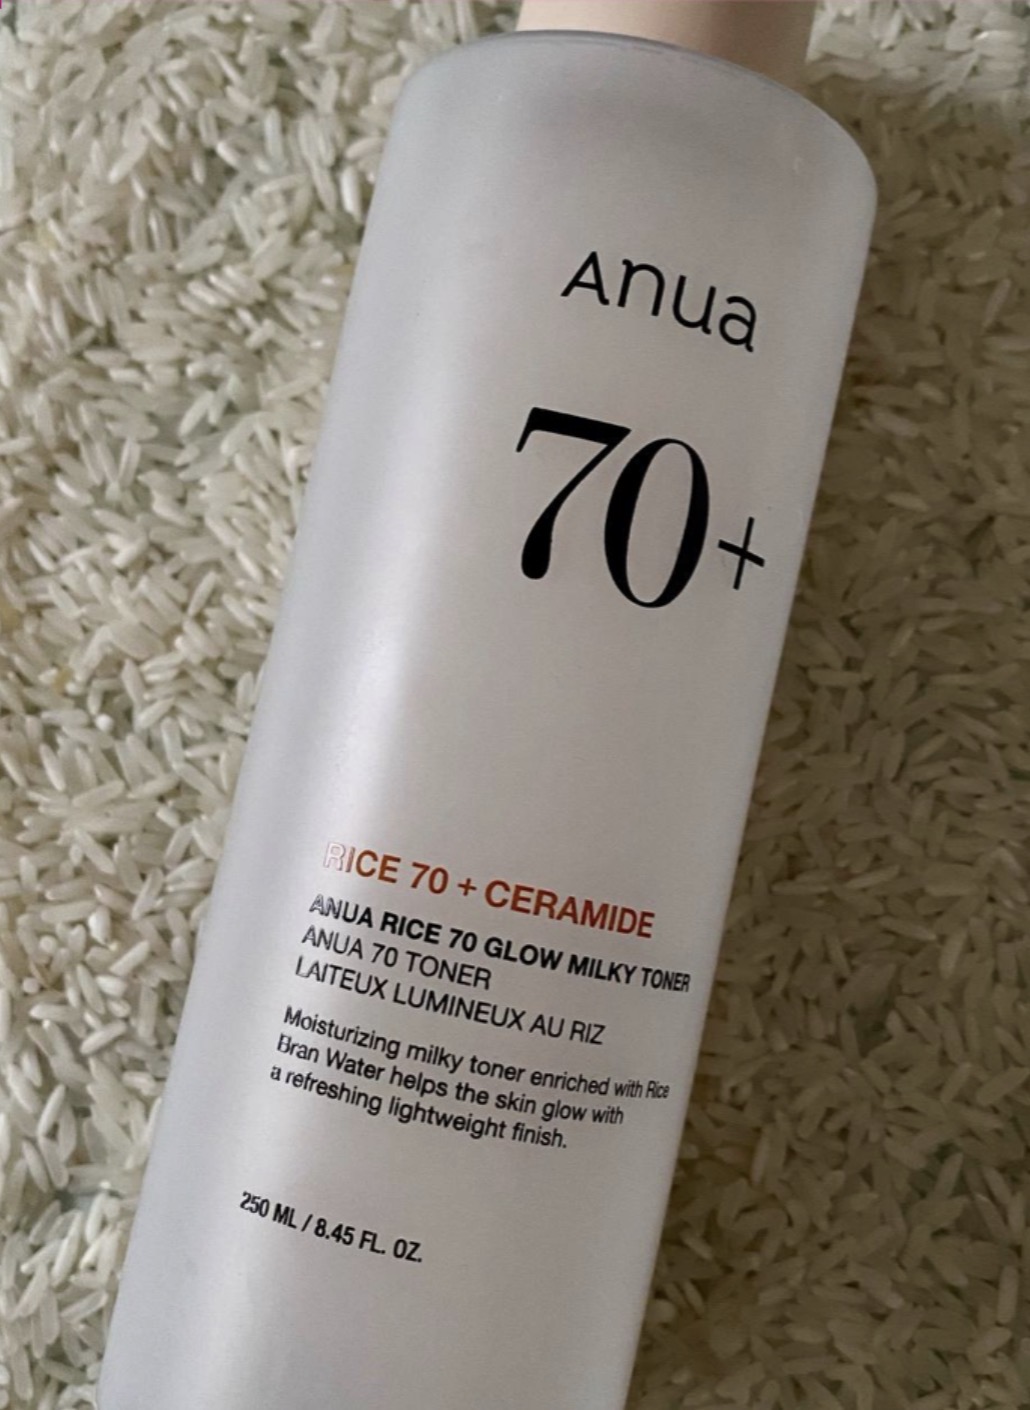 Anua
70+
RICE 70 + CERAMIDE
ANUA RICE 70 GLOW MILKY TONER
ANUA 70 TONER
LAITEUX LUMINEUX AU RIZ
Moisturizing milky toner enriched with Rice
Bran Water helps the skin glow with
a refreshing lightweight finish.
250 ML / 8.45 FL. OZ.